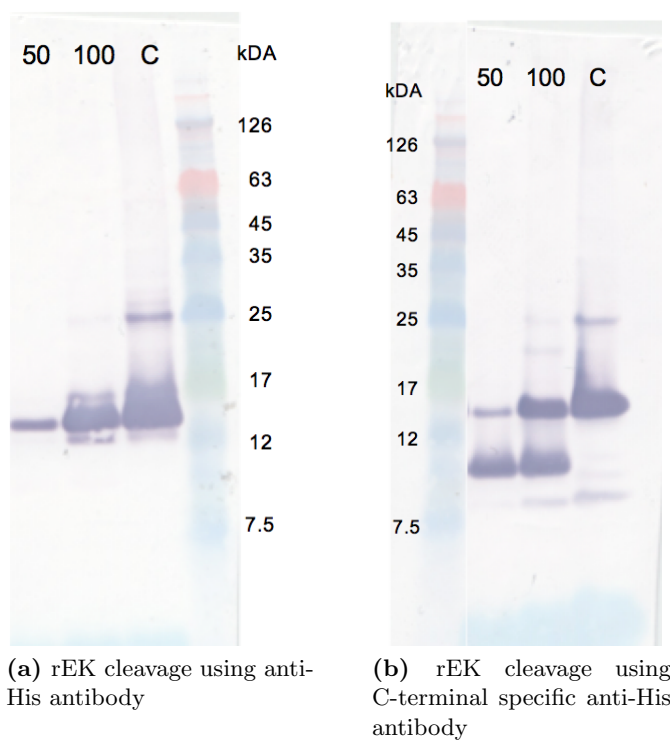 50 100 C kDA
126
63
45
35
25
17
12
7.5
kDA 50 100 C
126
63
45
35
25
17
12
7.5
(a) rEK cleavage using anti-
His antibody
(b) rEK cleavage using
C-terminal specific anti-His
antibody